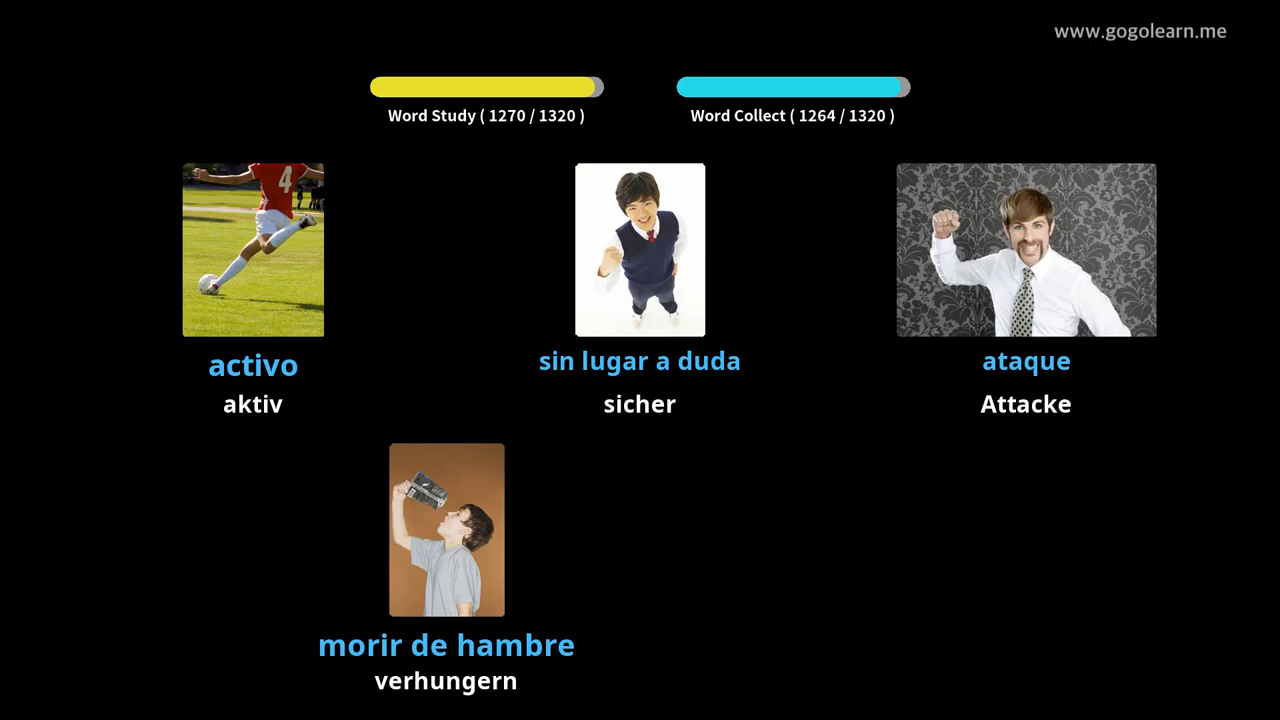 www.gogolearn.me
Word Study ( 1270 / 1320 )
Word Collect ( 1264 / 1320 )
4
activo
sin lugar a duda
ataque
aktiv
sicher
Attacke
morir de hambre
verhungern